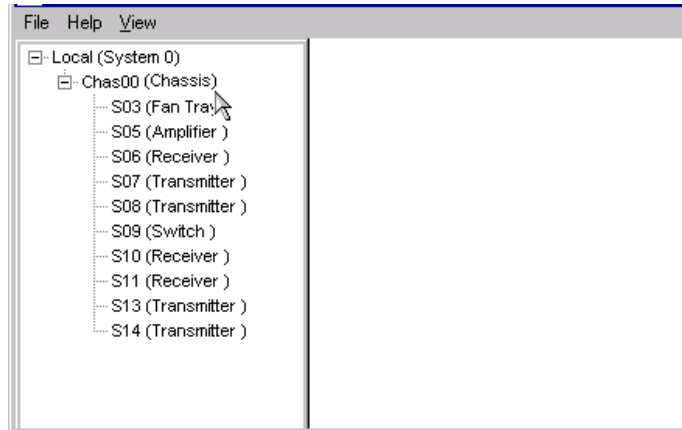 File Help View
Local (System 0)
Chas00 (Chassis)
S03 (Fan Tray
S05 (Amplifier )
S06 (Receiver )
S07 (Transmitter )
S08 (Transmitter )
S09 (Switch )
S10 (Receiver )
S11 (Receiver )
S13 (Transmitter )
S14 (Transmitter )